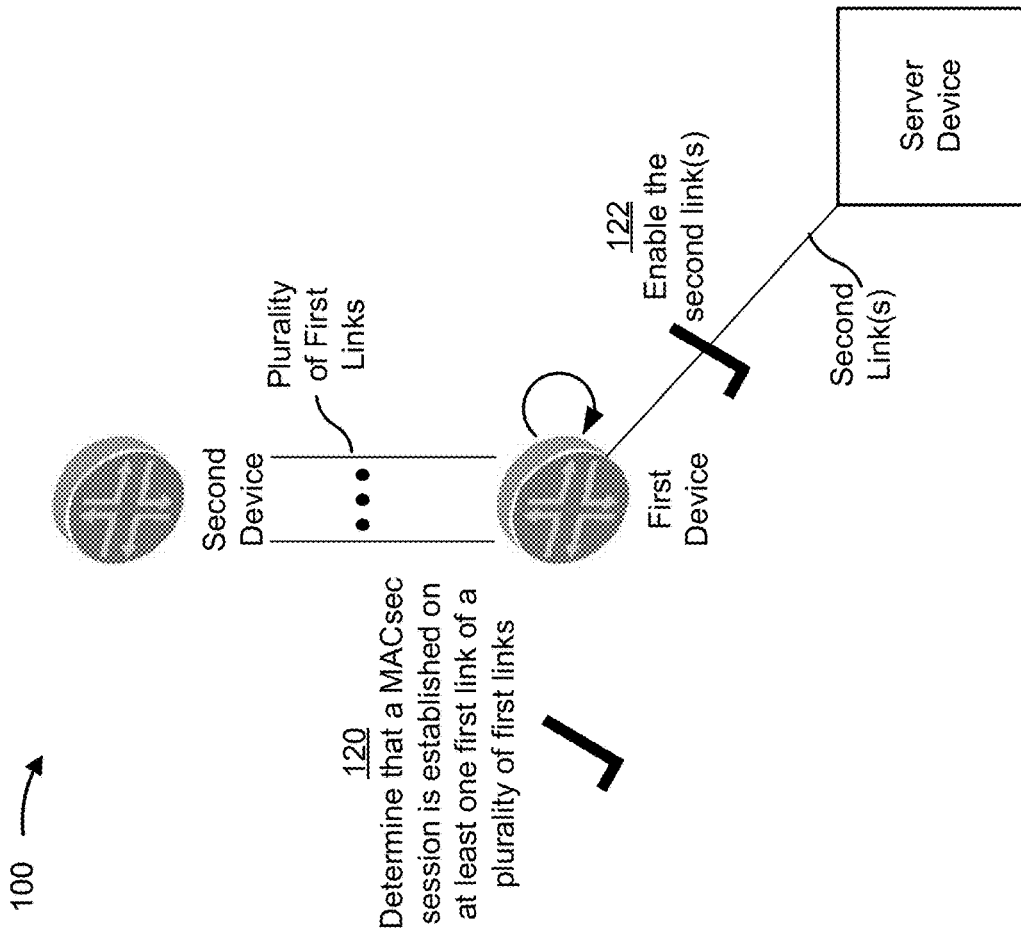 100
Second
Device
Plurality
of First
Links
120
Determine that a MACsec
session is established on
at least one first link of a
plurality of first links
First
Device
122
Enable the
second link(s)
Second
Link(s)
Server
Device